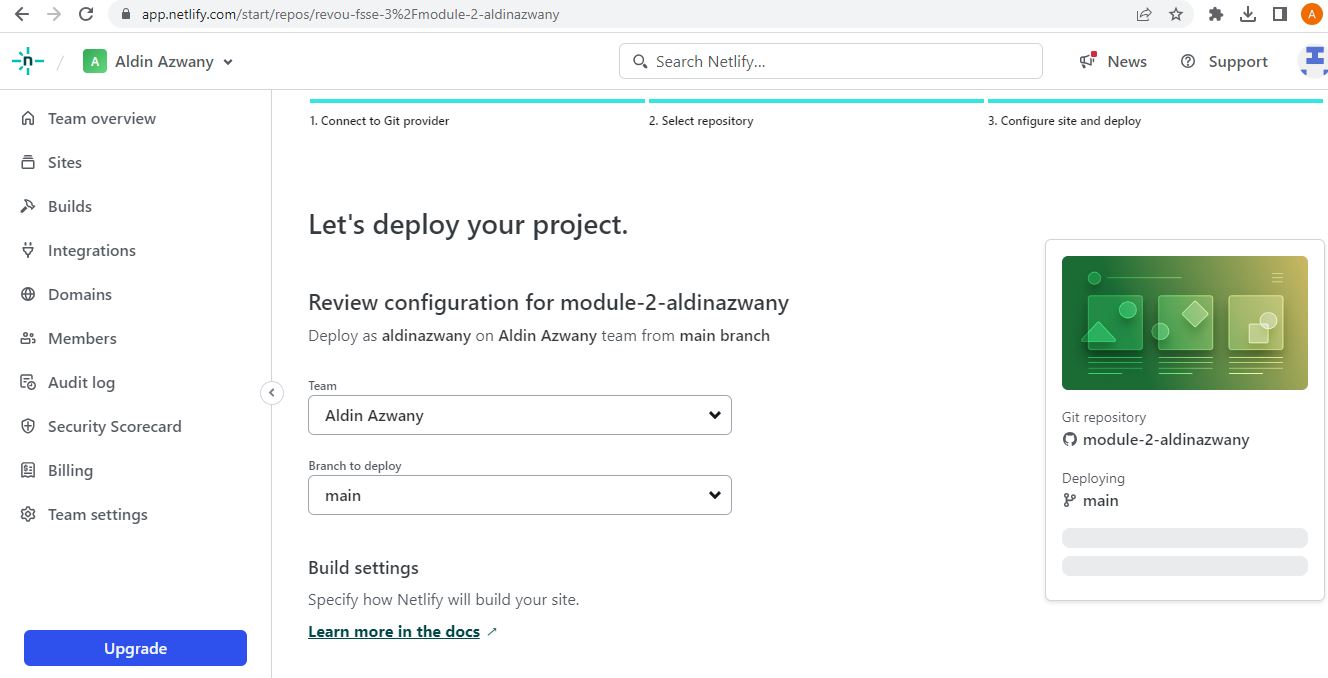 app.netlify.com/start/repos/revou-fsse-3%2Fmodule-2-aldinazwany
A
n / A Aldin Azwany
Search Netlify...
News
Support
Team overview
Sites
Builds
Integrations
Domains
Members
Audit log
Security Scorecard
Billing
Team settings
Upgrade
1. Connect to Git provider
2. Select repository
3. Configure site and deploy
Let's deploy your project.
Review configuration for module-2-aldinazwany
Deploy as aldinazwany on Aldin Azwany team from main branch
Team
Aldin Azwany
Branch to deploy
main
Build settings
Specify how Netlify will build your site.
Learn more in the docs ↗
Git repository
module-2-aldinazwany
Deploying
main